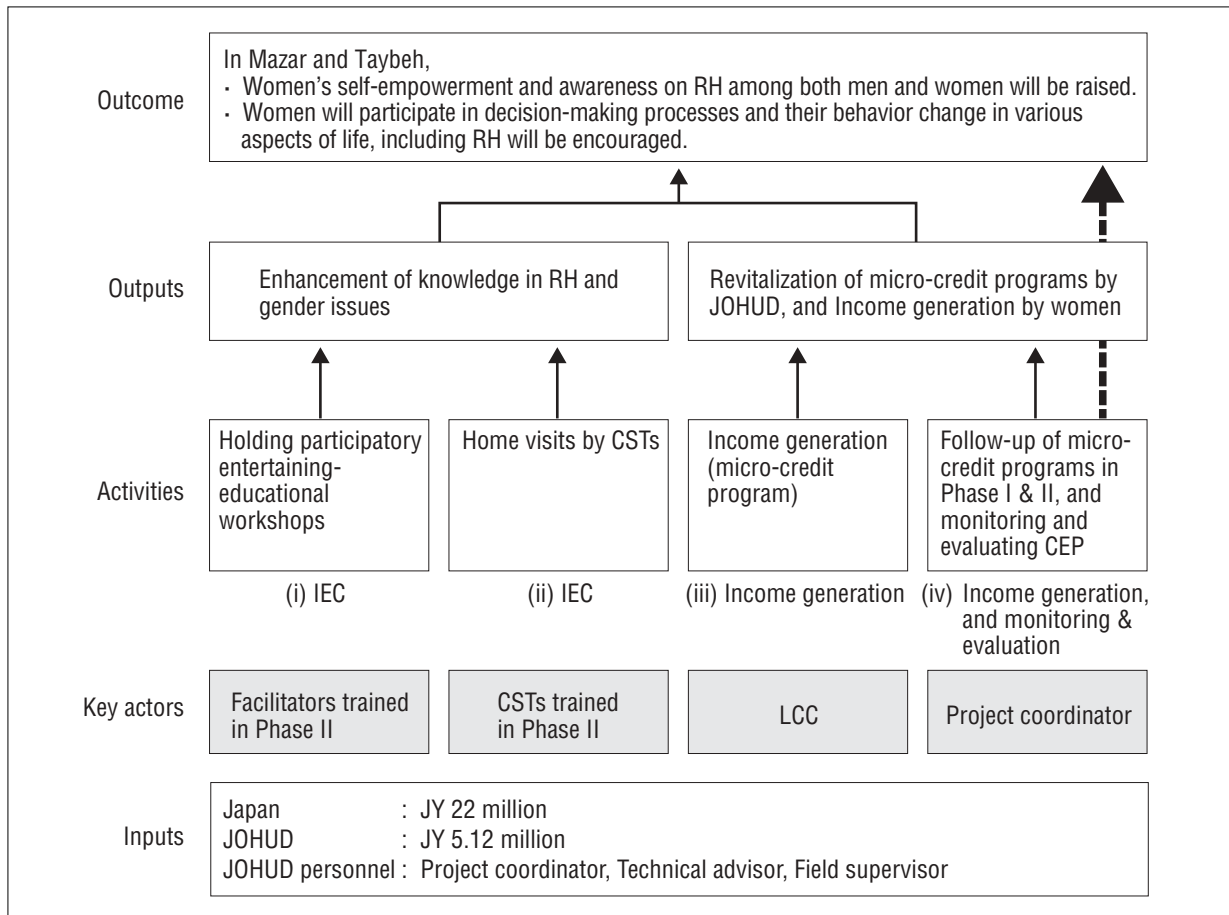 Outcome
In Mazar and Taybeh,
· Women's self-empowerment and awareness on RH among both men and women will be raised.
· Women will participate in decision-making processes and their behavior change in various
aspects of life, including RH will be encouraged.
Outputs
Enhancement of knowledge in RH and
gender issues
Revitalization of micro-credit programs by
JOHUD, and Income generation by women
Activities
Holding participatory
entertaining-
educational
workshops
Home visits by CSTs
Income generation
(micro-credit
program)
Follow-up of micro-
credit programs in
Phase I & II, and
monitoring and
evaluating CEP
(i) IEC
(ii) IEC
(iii) Income generation
(iv) Income generation,
and monitoring &
evaluation
Key actors
Facilitators trained
in Phase II
CSTs trained
in Phase II
LCC
Project coordinator
Inputs
Japan : JY 22 million
JOHUD : JY 5.12 million
JOHUD personnel : Project coordinator, Technical advisor, Field supervisor